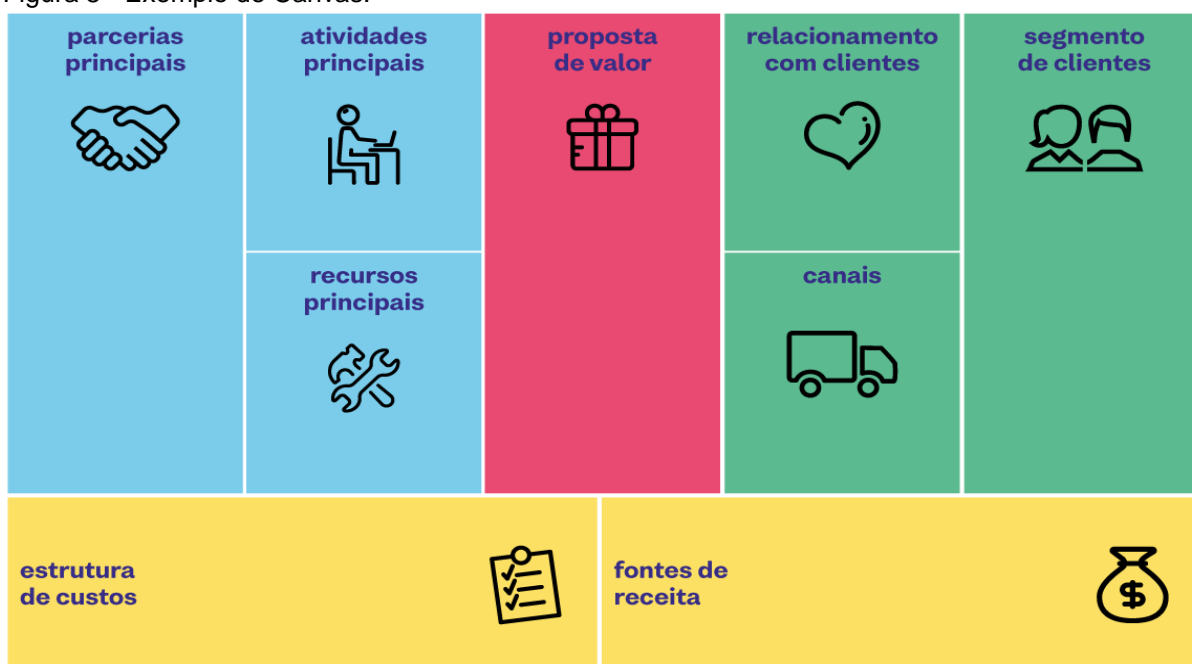 parcerias
principais
atividades
principais
proposta
de valor
relacionamento
com clientes
segmento
de clientes
recursos
principais
canais
estrutura
de custos
fontes de
receita
$